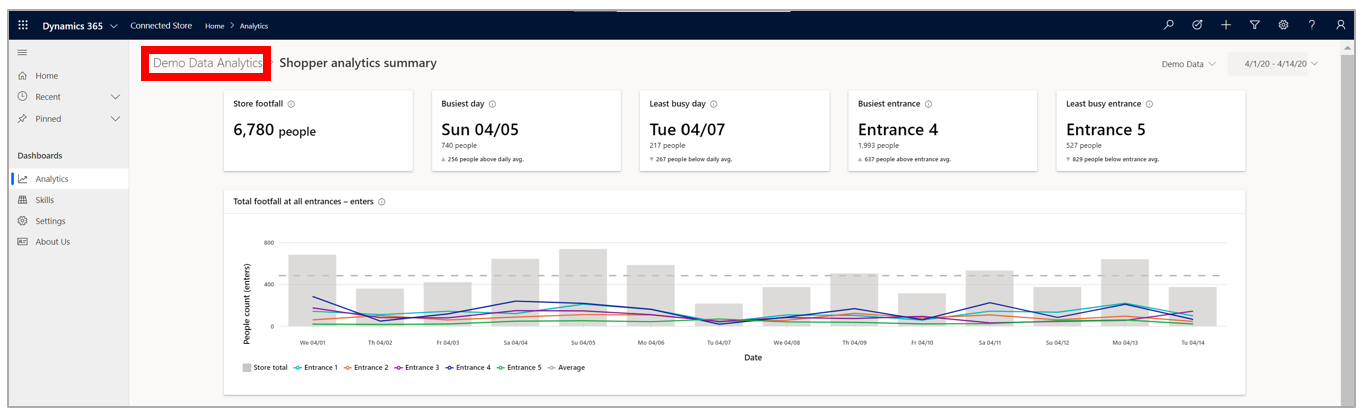 Dynamics 365 Connected Store Home > Analytics
Demo Data Analytics Shopper analytics summary
Demo Data 4/1/20 - 4/14/20
Home
Recent
Pinned
Dashboards
Analytics
Skills
Settings
About Us
Store footfall
6,780 people
Busiest day
Sun 04/05
740 people
256 people above daily avg.
Least busy day
Tue 04/07
217 people
267 people below daily avg.
Busiest entrance
Entrance 4
1,993 people
637 people above entrance avg.
Least busy entrance
Entrance 5
527 people
829 people below entrance avg.
Total footfall at all entrances – enters
People count (enters)
800
400
0
We 04/01 Th 04/02 Fr 04/03 Sa 04/04 Su 04/05 Mo 04/06 Tu 04/07 We 04/08 Th 04/09 Fr 04/10 Sa 04/11 Su 04/12 Mo 04/13 Tu 04/14
Date
Store total Entrance 1 Entrance 2 Entrance 3 Entrance 4 Entrance 5 Average